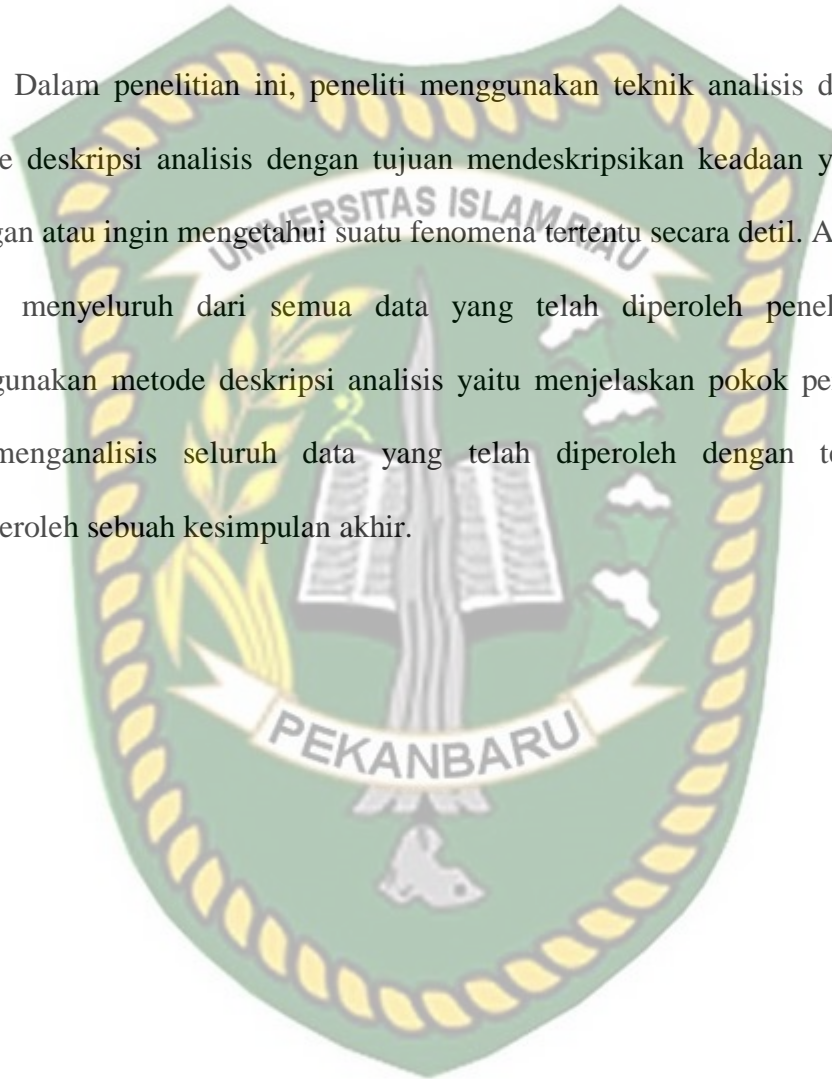 Dalam penelitian ini, peneliti menggunakan teknik analisis d
e deskripsi analisis dengan tujuan mendeskripsikan keadaan y
gan atau ingin mengetahui suatu fenomena tertentu secara detil. A
menyeluruh dari semua data yang telah diperoleh penel
gunakan metode deskripsi analisis yaitu menjelaskan pokok pe
menganalisis seluruh data yang telah diperoleh dengan te
peroleh sebuah kesimpulan akhir.
UNIVERSITAS ISLAM RIAU
PEKANBARU